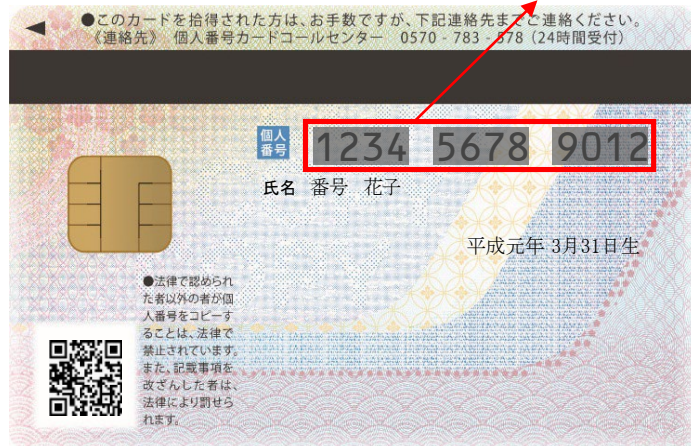 ●このカードを拾得された方は、お手数ですが、下記連絡先までご連絡ください。
《連絡先》 個人番号カードコールセンター 0570-783-578 (24時間受付)
個人
番号
1234 5678 9012
氏名 番号 花子
平成元年 3月31日生
●法律で認められ
た者以外の者が個
人番号をコピーす
ることは、法律で
禁止されています。
また、記載事項を
改ざんした者は、
法律により罰せら
れます。